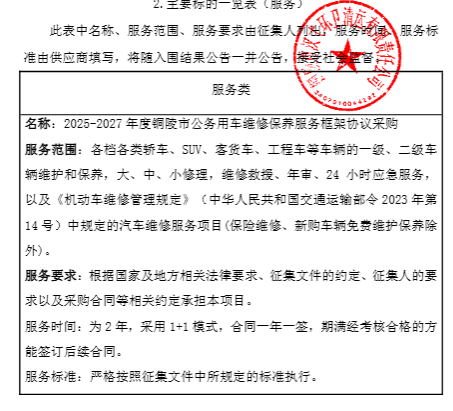 2.主要标的一览表（服务）
此表中名称、服务范围、服务要求由征集人列出，服务时间、服务标
准由供应商填写，将随入围结果公告一并公告，接受社会监督。
服务类
名称：2025-2027 年度铜陵市公务用车维修保养服务框架协议采购
服务范围：各档各类轿车、SUV、客货车、工程车等车辆的一级、二级车
辆维护和保养，大、中、小修理，维修救援、年审、24 小时应急服务，
以及《机动车维修管理规定》（中华人民共和国交通运输部令 2023 年第
14 号）中规定的汽车维修服务项目(保险维修、新购车辆免费维护保养除
外)。
服务要求：根据国家及地方相关法律要求、征集文件的约定、征集人的要
求以及采购合同等相关约定承担本项目。
服务时间：为 2 年，采用 1+1 模式，合同一年一签，期满经考核合格的方
能签订后续合同。
服务标准：严格按照征集文件中所规定的标准执行。